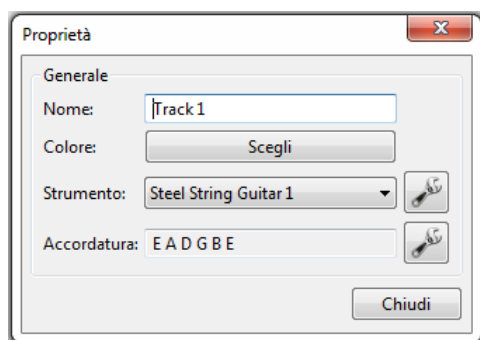 Proprietà
Generale
Nome: Track 1
Colore: Scegli
Strumento: Steel String Guitar 1
Accordatura: E A D G B E
Chiudi